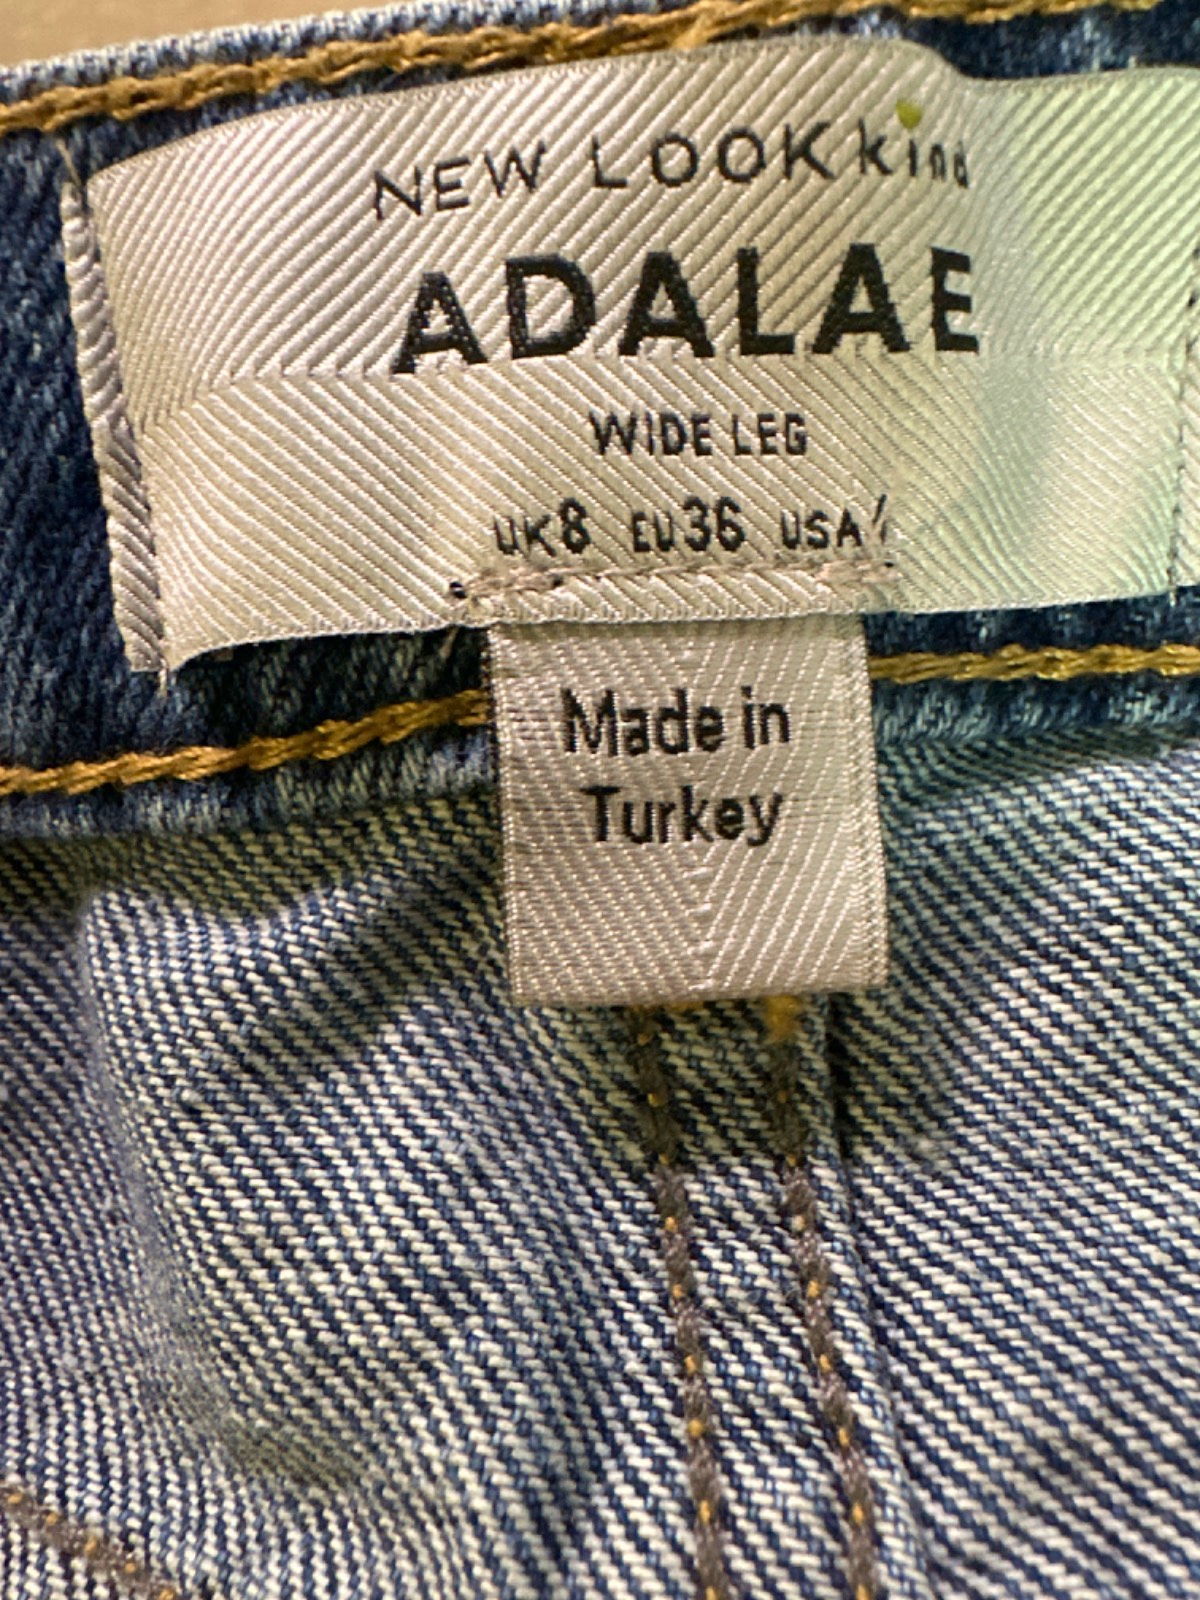 NEW LOOK kind
ADALAE
WIDE LEG
UK8 EU36 USA
Made in
Turkey